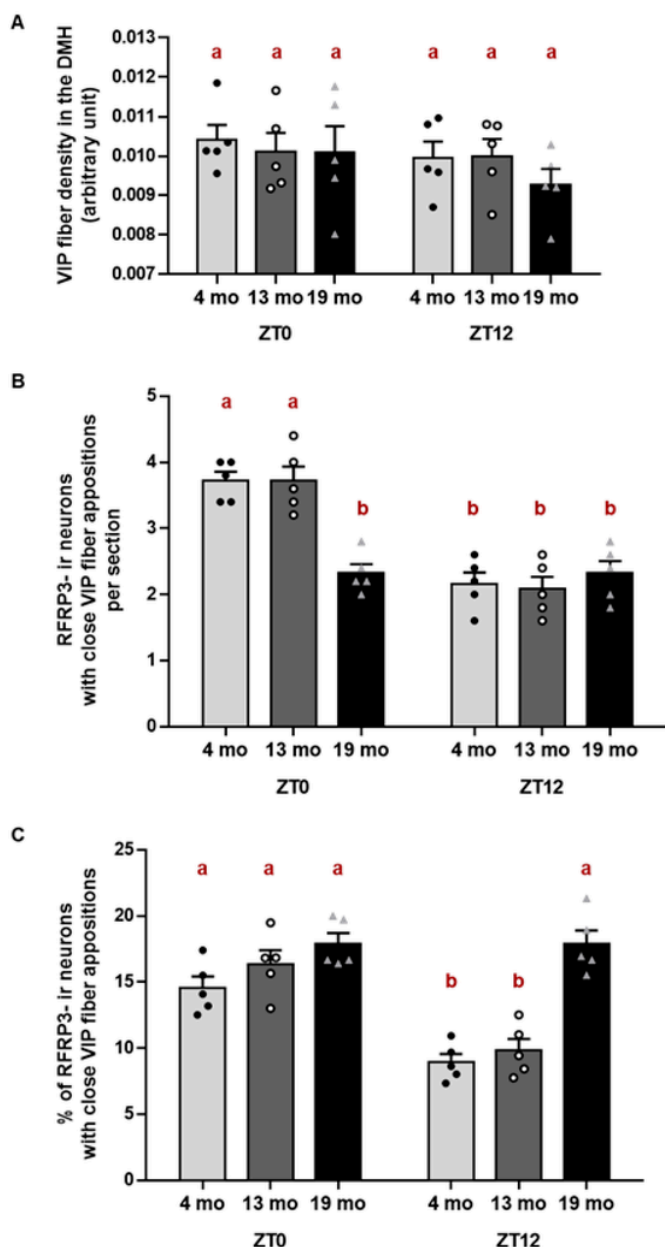 A
VIP fiber density in the DMH
(arbitrary unit)
0.013
0.012
0.011
0.010
0.009
0.008
0.007
a a a a a a
4 mo 13 mo 19 mo 4 mo 13 mo 19 mo
ZT0 ZT12
B
RFRP3- ir neurons
with close VIP fiber appositions
per section
5
4
3
2
1
0
a a b b b b
4 mo 13 mo 19 mo 4 mo 13 mo 19 mo
ZT0 ZT12
C
% of RFRP3- ir neurons
with close VIP fiber appositions
25
20
15
10
5
0
a a a b b a
4 mo 13 mo 19 mo 4 mo 13 mo 19 mo
ZT0 ZT12